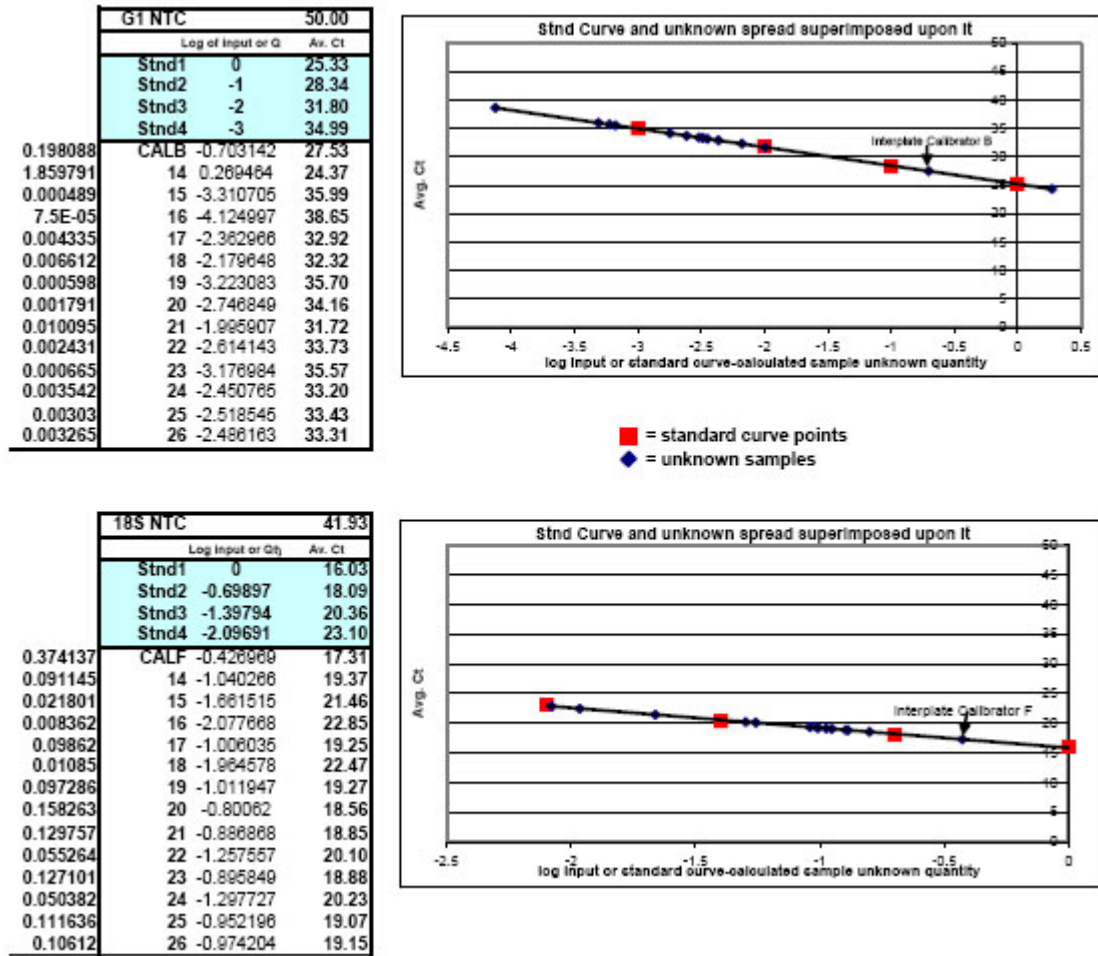 G1 NTC 50.00
Log of input or Q Av. Ct
Stnd1 0 25.33
Stnd2 -1 28.34
Stnd3 -2 31.80
Stnd4 -3 34.99
0.198088 CALB -0.703142 27.53
1.859791 14 0.269464 24.37
0.000489 15 -3.310705 35.99
7.5E-05 16 -4.124997 38.65
0.004335 17 -2.362966 32.92
0.006612 18 -2.179648 32.32
0.000598 19 -3.223083 35.70
0.001791 20 -2.746849 34.16
0.010095 21 -1.995907 31.72
0.002431 22 -2.614143 33.73
0.000665 23 -3.176984 35.57
0.003542 24 -2.450765 33.20
0.00303 25 -2.518545 33.43
0.003265 26 -2.486163 33.31
Stnd Curve and unknown spread superimposed upon it
50
45
40
35
30
25
20
15
10
5
0
Avg. Ct
Interplate Calibrator B
-4.5 -4 -3.5 -3 -2.5 -2 -1.5 -1 -0.5 0 0.5
log input or standard curve-calculated sample unknown quantity
= standard curve points
= unknown samples
18S NTC 41.93
Log input or Qty Av. Ct
Stnd1 0 16.03
Stnd2 -0.69897 18.09
Stnd3 -1.39794 20.36
Stnd4 -2.09691 23.10
0.374137 CALF -0.426969 17.31
0.091145 14 -1.040266 19.37
0.021801 15 -1.661515 21.46
0.008362 16 -2.077668 22.85
0.09862 17 -1.006035 19.25
0.01085 18 -1.964578 22.47
0.097286 19 -1.011947 19.27
0.158263 20 -0.80062 18.56
0.129757 21 -0.886868 18.85
0.055264 22 -1.257557 20.10
0.127101 23 -0.895849 18.88
0.050382 24 -1.297727 20.23
0.111636 25 -0.952196 19.07
0.10612 26 -0.974204 19.15
Stnd Curve and unknown spread superimposed upon it
50
45
40
35
30
25
20
15
10
5
0
Avg. Ct
Interplate Calibrator F
-2.5 -2 -1.5 -1 -0.5 0
log input or standard curve-calculated sample unknown quantity